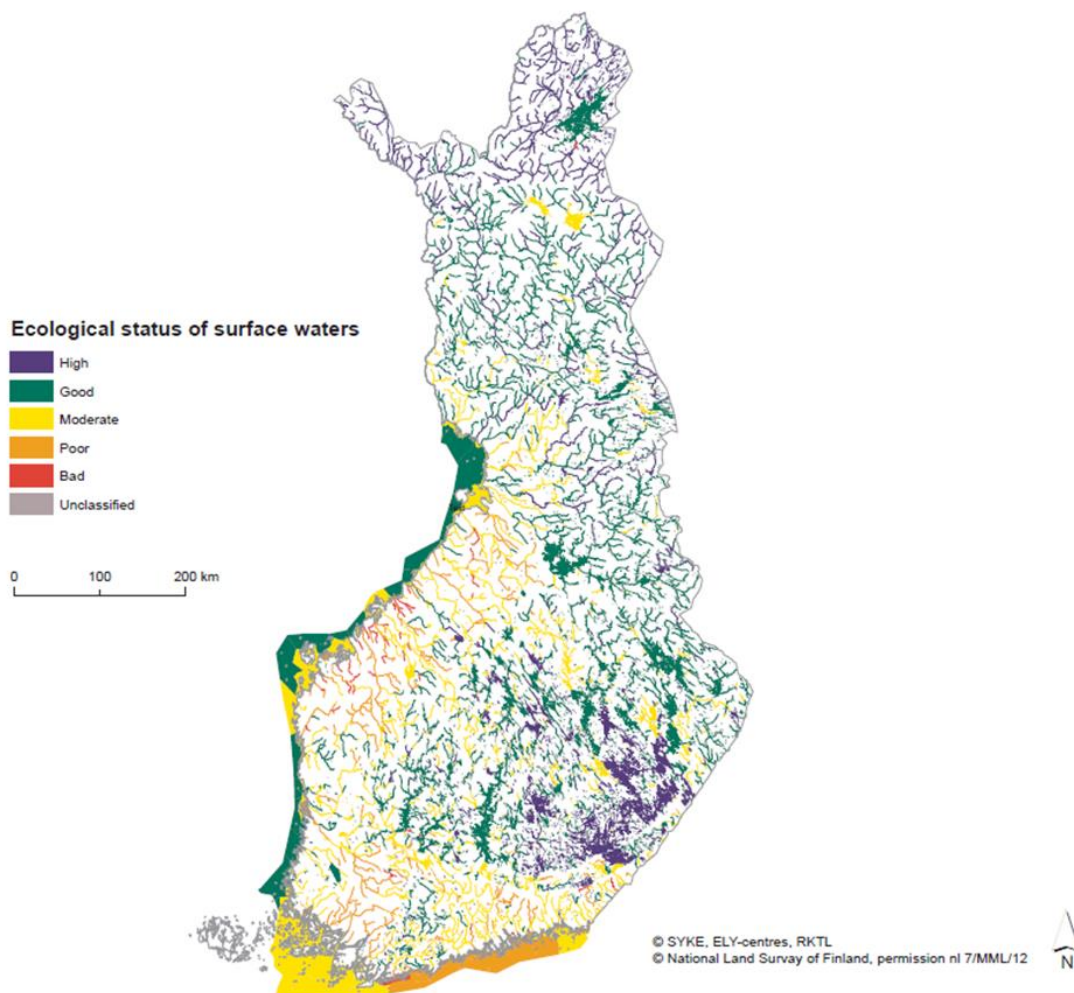 Ecological status of surface waters
High
Good
Moderate
Poor
Bad
Unclassified
0 100 200 km
© SYKE, ELY-centres, RKTL
© National Land Survay of Finland, permission nl 7/MML/12
N